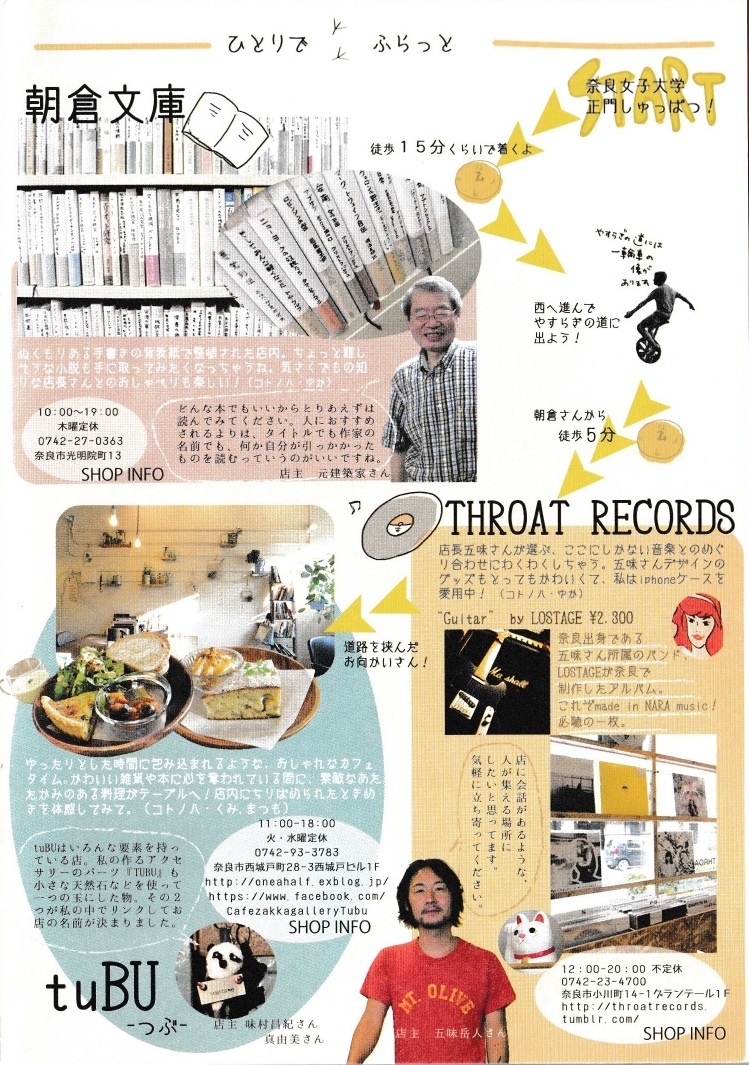 ひとりで ふらっと
START
奈良女子大学
正門しゅっぱつ！
徒歩15分くらいで着くよ
やすらぎの道には
一輪車の
像が
あります
西へ進んで
やすらぎの道に
出よう！
朝倉さんから
徒歩5分
朝倉文庫
ぬくもりある手書きの背表紙で整頓された店内。ちょっと難し
そうな小説も手に取ってみたくなっちゃうね。気さくでもの知
りな店長さんとのおしゃべりも楽しい！（コトノハ・ゆか）
10:00〜19:00
木曜定休
0742-27-0363
奈良市光明院町13
SHOP INFO
どんな本でもいいからとりあえずは
読んでみてください。人におすすめ
されるよりは、タイトルでも作家の
名前でも、何か自分が引っかかった
ものを読むっていうのがいいですね。
店主 元建築家さん
THROAT RECORDS
店長五味さんが選ぶ、ここにしかない音楽とのめぐ
り合わせにわくわくしちゃう。五味さんデザインの
グッズもとってもかわいくて、私はiphoneケースを
愛用中！（コトノハ・ゆか）
"Guitar" by LOSTAGE ¥2,300
奈良出身である
五味さん所属のバンド
LOSTAGEが奈良で
制作したアルバム。
これぞmade in NARA music！
必聴の一枚。
Marshall
店に会話があるような、
人が集える場所に
したいと思ってます。
気軽に立ち寄ってください。
THROAT
MT. OLIVE
店主 五味岳人さん
12:00-20:00 不定休
0742-23-4700
奈良市小川町14-1グランテール1F
http://throatrecords.
tumblr.com/
SHOP INFO
道路を挟んだ
お向かいさん！
ゆったりとした時間に包み込まれるような、おしゃれなカフェ
タイム。かわいい雑貨や本に心を奪われている間に、素敵なあた
たかみのある料理がテーブルへ！店内にちりばめられたときめ
きを体感してみて。（コトノハ・くみ,まつも）
11:00-18:00
火・水曜定休
0742-93-3783
奈良市西城戸町28-3西城戸ビル1F
http://oneahalf.exblog.jp/
https://www.facebook.com/
CafezakkagalleryTubu
SHOP INFO
tuBUはいろんな要素を持っ
ている店。私の作るアクセ
サリーのパーツ『TUBU』も
小さな天然石などを使って
一つの玉にした物。その2
つが私の中でリンクしてお
店の名前が決まりました。
tuBU
-つぶ-
店主 味村昌紀さん
真由美さん